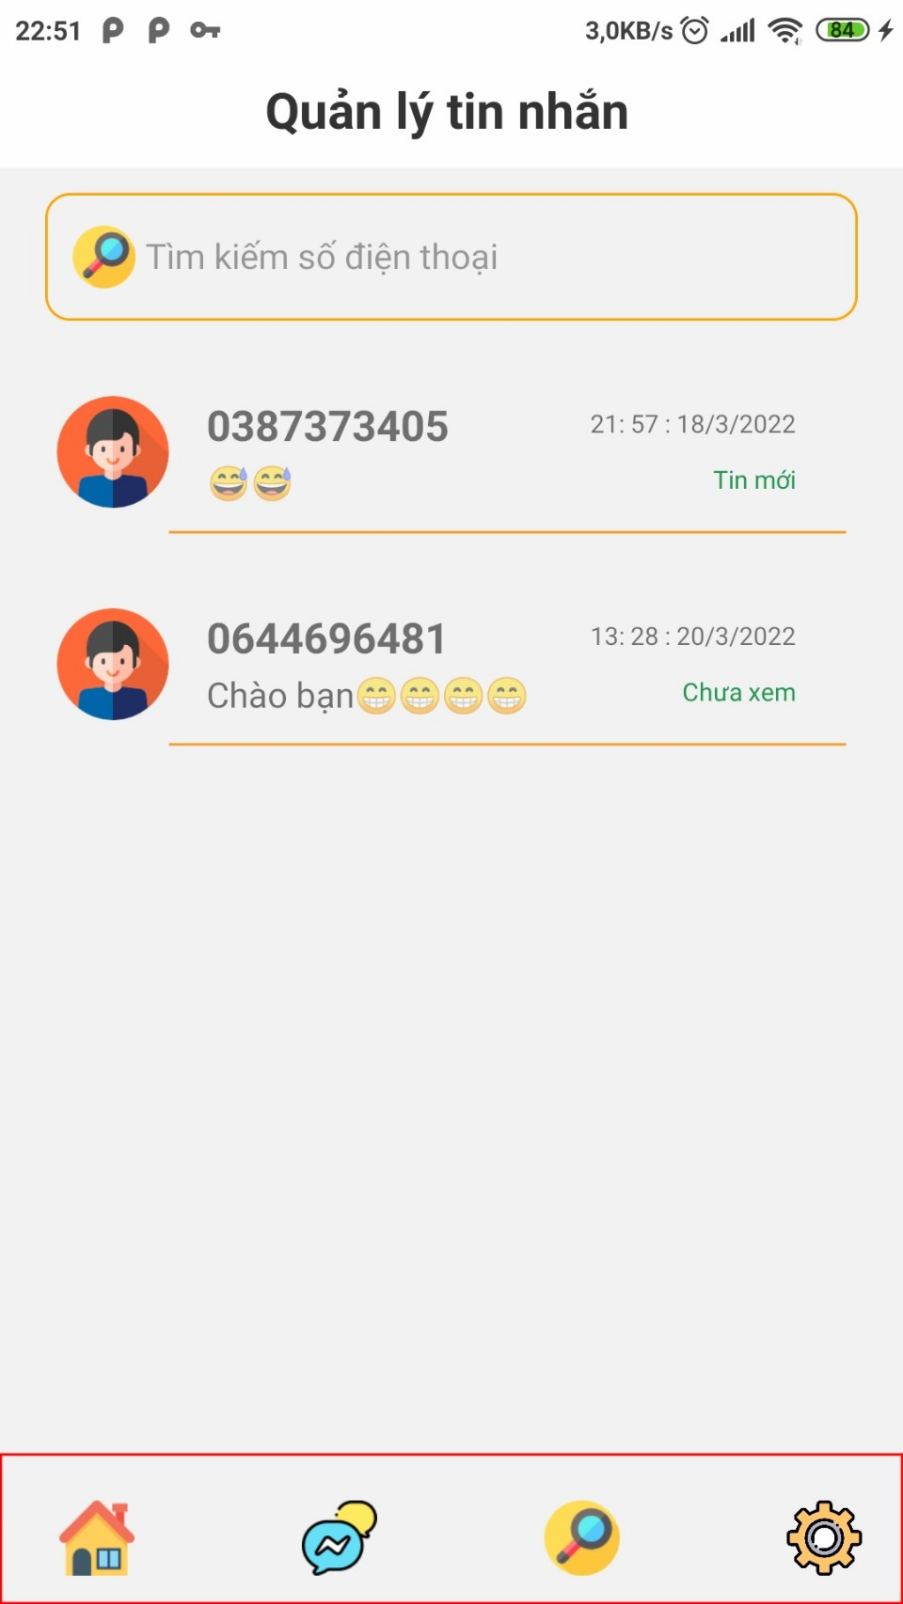 22:51 3,0KB/s 84
Quản lý tin nhắn
Tìm kiếm số điện thoại
0387373405 21: 57 : 18/3/2022
😅😅 Tin mới
0644696481 13: 28 : 20/3/2022
Chào bạn😁😁😁😁 Chưa xem